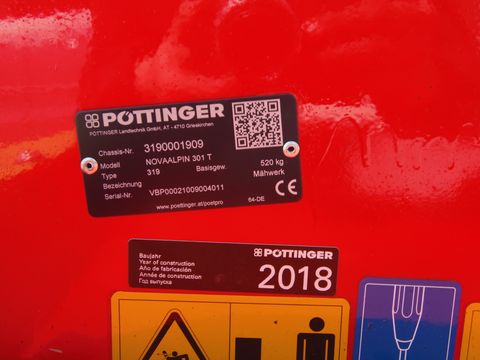 PÖTTINGER
PÖTTINGER Landtechnik GmbH, AT - 4710 Grieskirchen
Chassis-Nr. 3190001909
Modell NOVAALPIN 301 T
Type 319 Basisgew. 520 kg
Bezeichnung Mähwerk
Serial-Nr. VBP00021009004011
www.poettinger.at/poetpro 64-DE
CE
Baujahr
Year of construction
Año de fabricación
Année de construction
Год выпуска
PÖTTINGER
2018